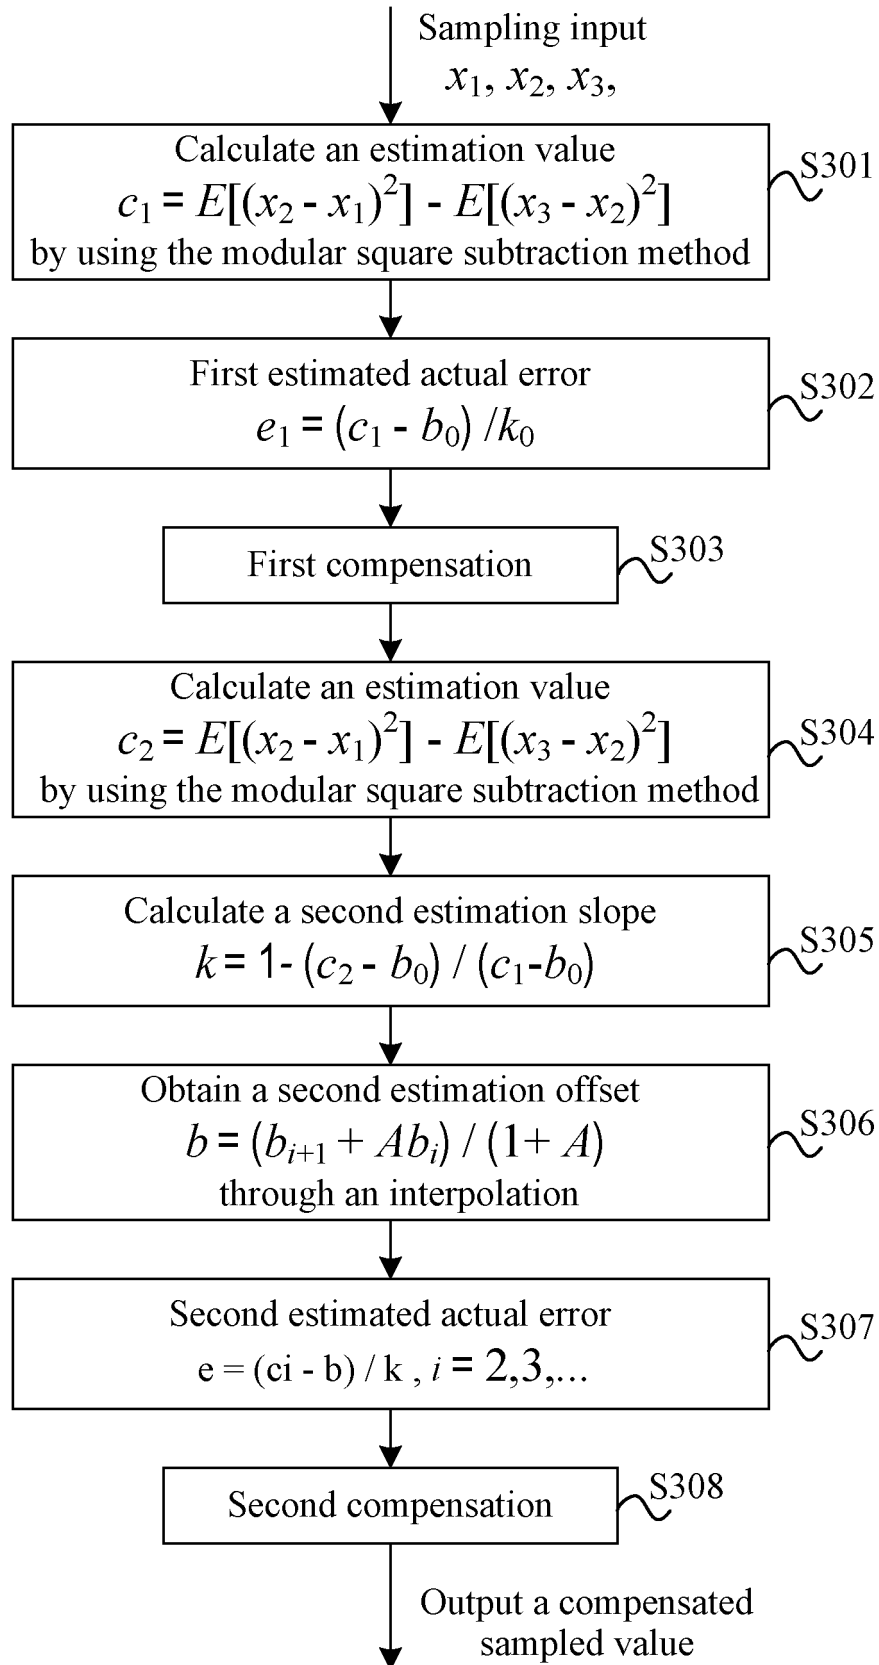 Sampling input
x₁, x₂, x₃,
Calculate an estimation value
c₁ = E[(x₂ - x₁)²] - E[(x₃ - x₂)²]
by using the modular square subtraction method
S301
First estimated actual error
e₁ = (c₁ - b₀) /k₀
S302
First compensation
S303
Calculate an estimation value
c₂ = E[(x₂ - x₁)²] - E[(x₃ - x₂)²]
by using the modular square subtraction method
S304
Calculate a second estimation slope
k = 1- (c₂ - b₀) / (c₁-b₀)
S305
Obtain a second estimation offset
b = (bᵢ₊₁ + Abᵢ) / (1+ A)
through an interpolation
S306
Second estimated actual error
e = (ci - b) / k , i = 2,3,...
S307
Second compensation
S308
Output a compensated
sampled value